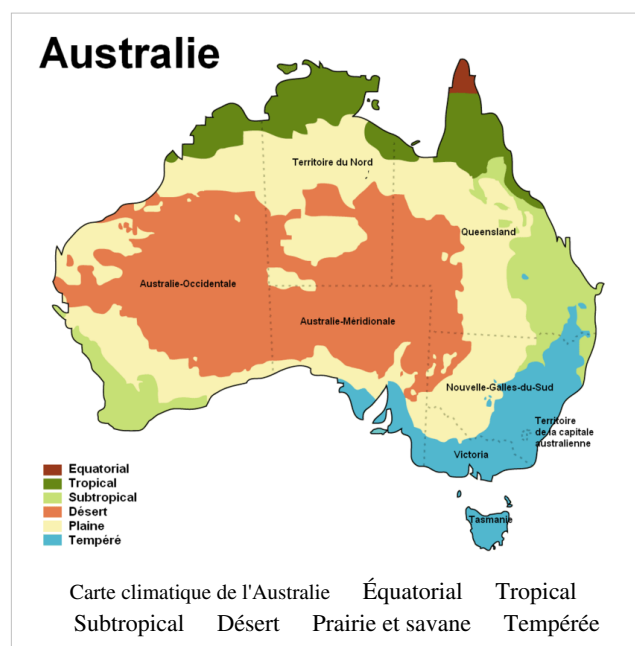 Australie
Territoire du Nord
Queensland
Australie-Occidentale
Australie-Méridionale
Nouvelle-Galles-du-Sud
Territoire
de la capitale
australienne
Victoria
Tasmanie
Equatorial
Tropical
Subtropical
Désert
Plaine
Tempéré
Carte climatique de l'Australie Équatorial Tropical
Subtropical Désert Prairie et savane Tempérée